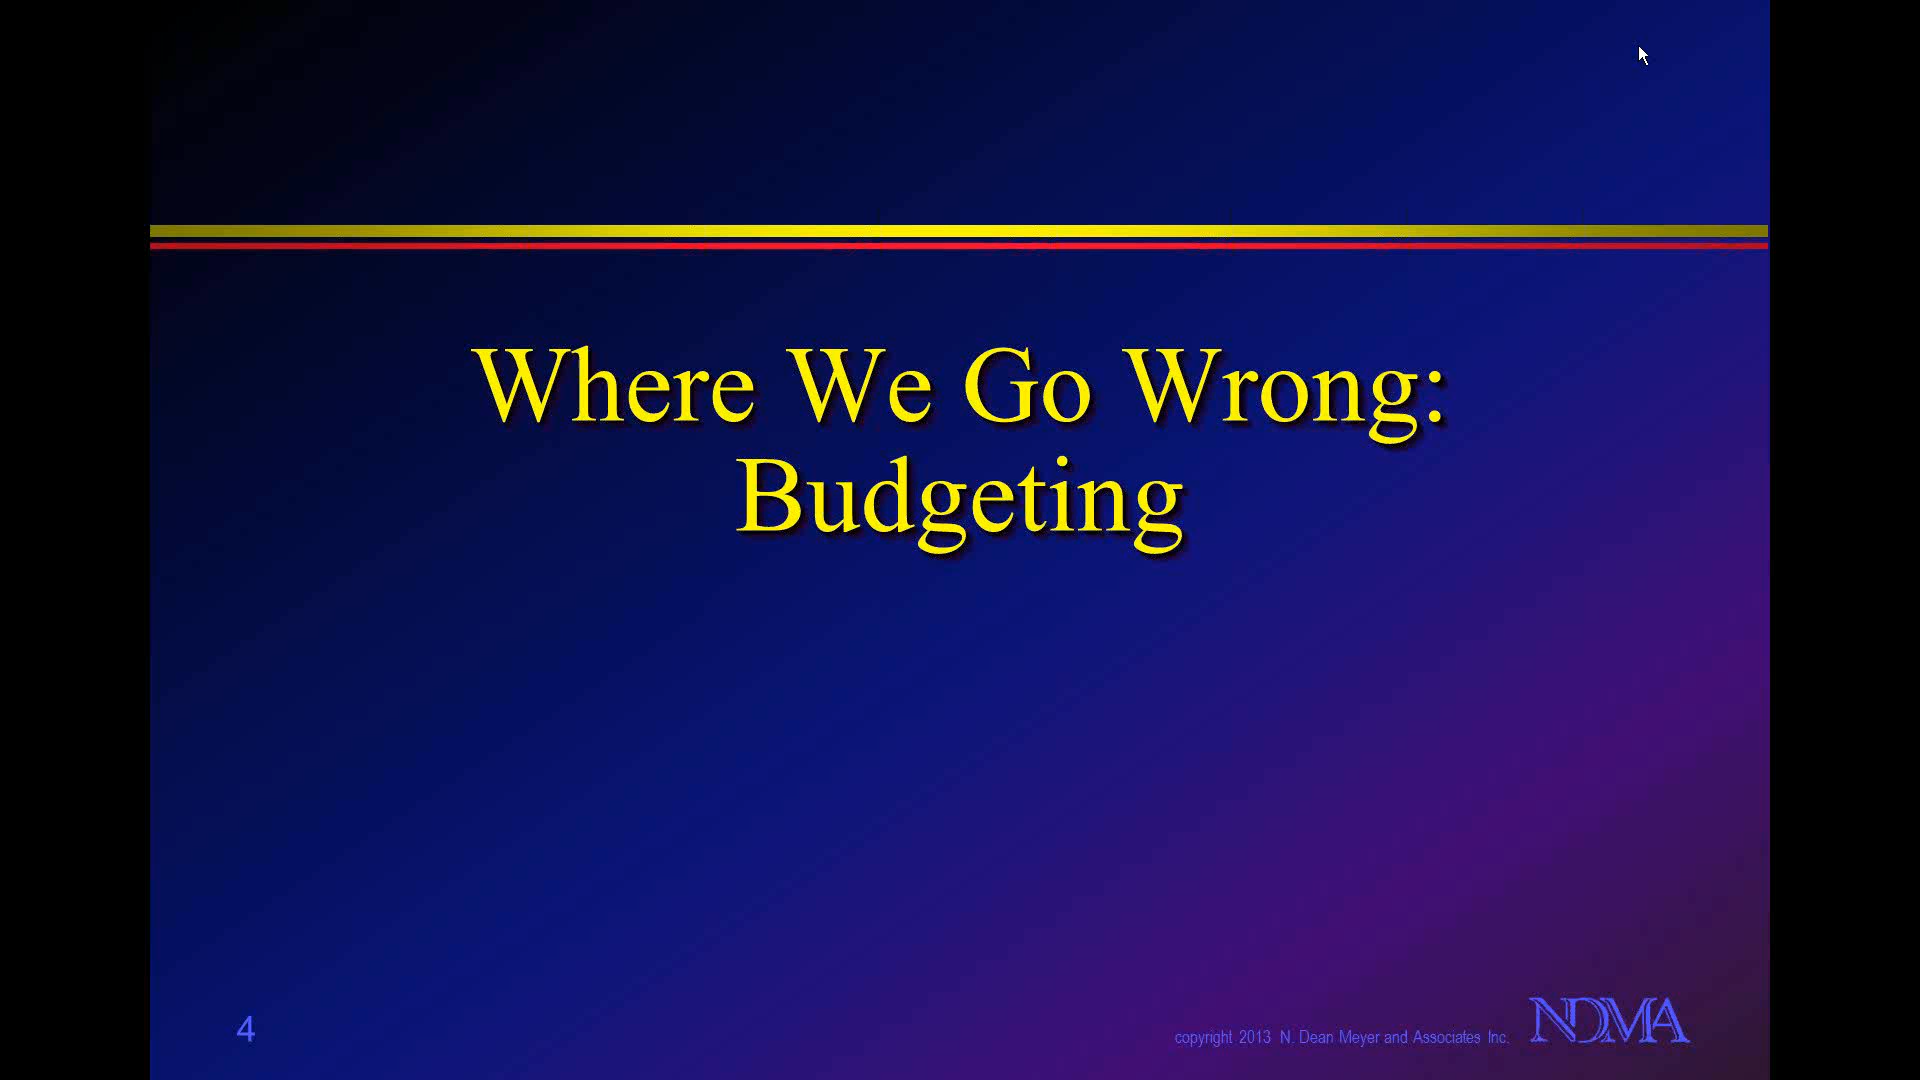 Where We Go Wrong:
Budgeting
4
copyright 2013 N. Dean Meyer and Associates Inc.
NDMA